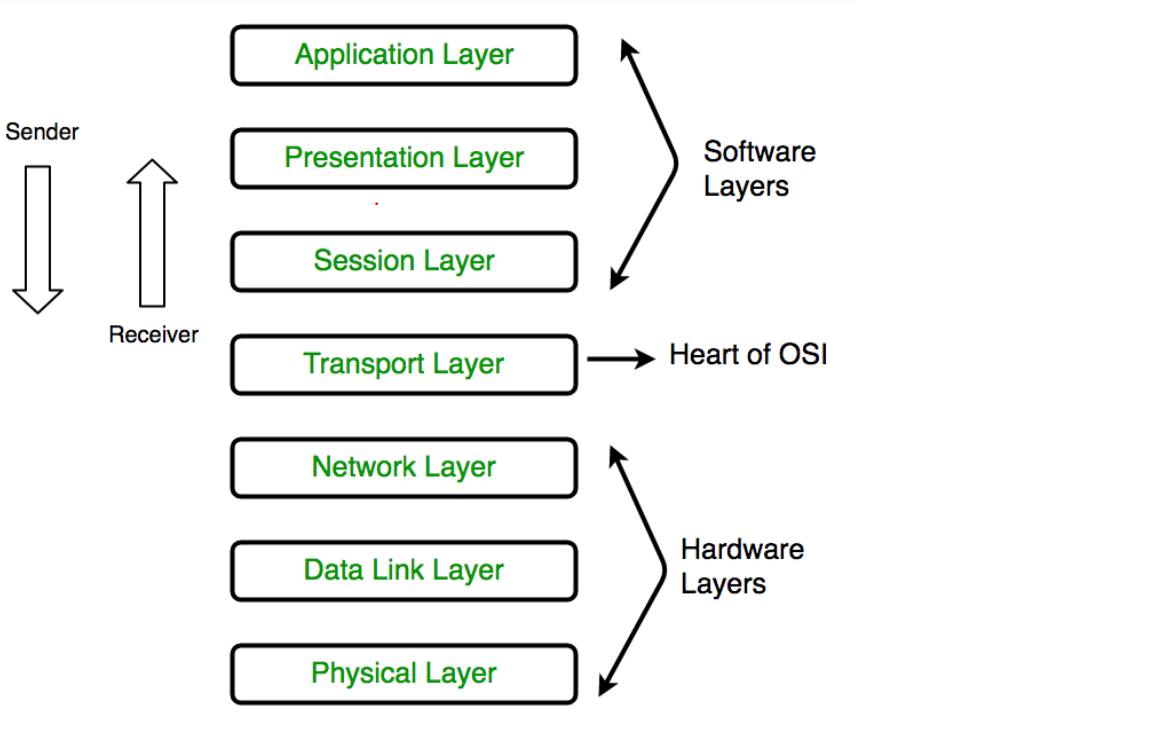 Application Layer
Sender
Presentation Layer
Software
Layers
Session Layer
Receiver
Transport Layer
Heart of OSI
Network Layer
Hardware
Layers
Data Link Layer
Physical Layer